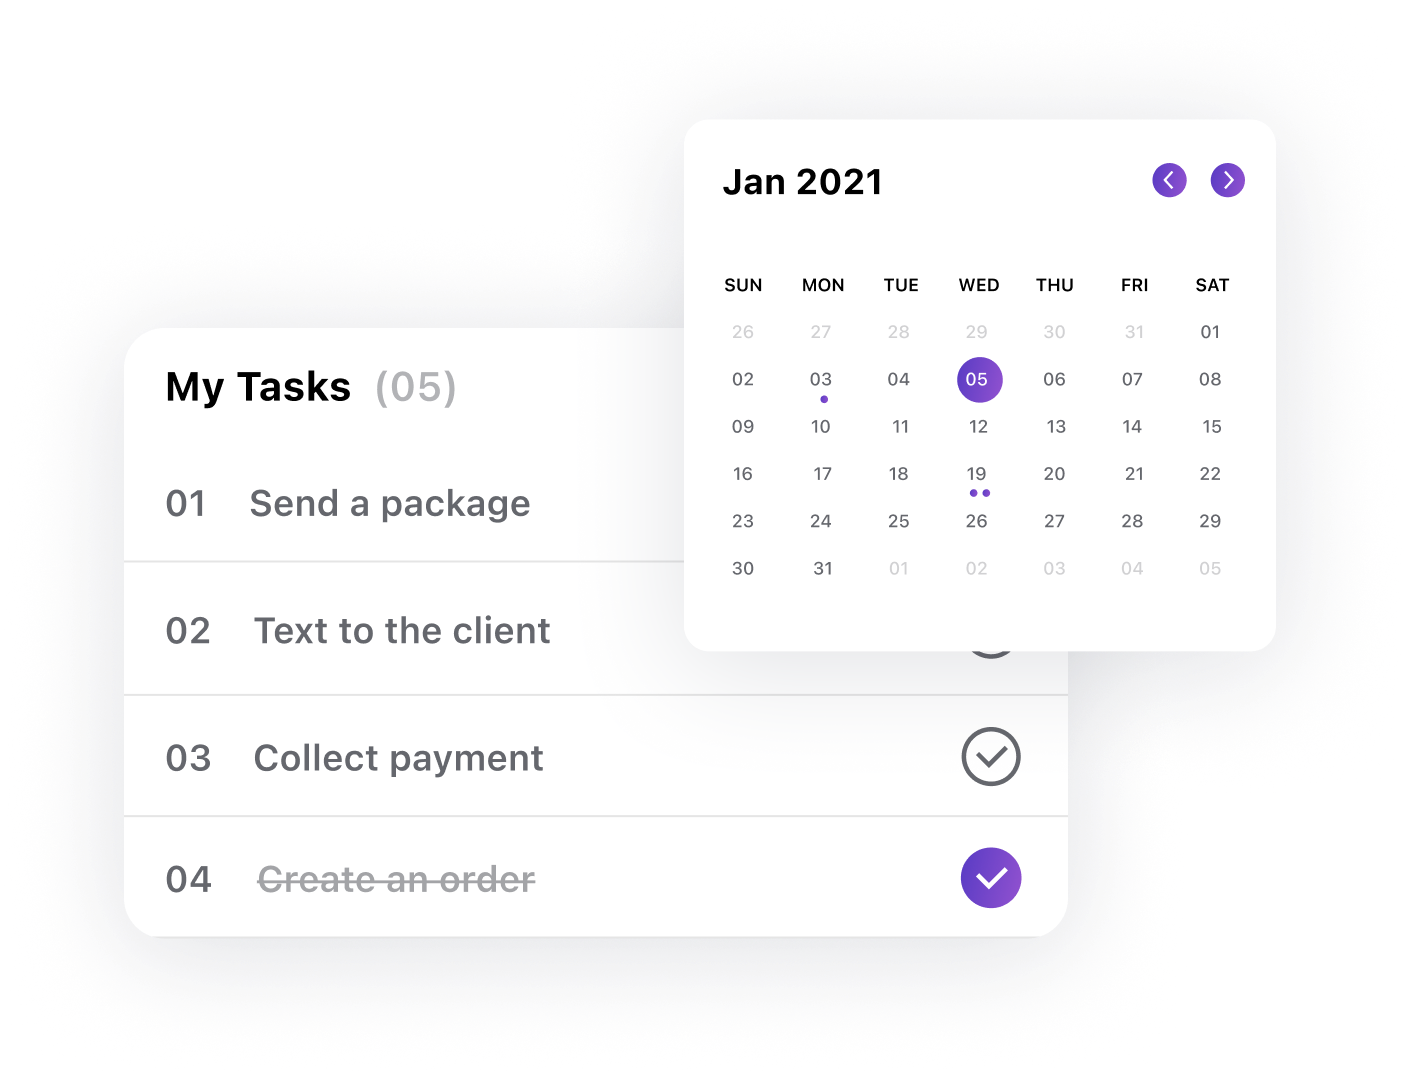 Jan 2021
SUN MON TUE WED THU FRI SAT
26 27 28 29 30 31 01
02 03 04 05 06 07 08
09 10 11 12 13 14 15
16 17 18 19 20 21 22
23 24 25 26 27 28 29
30 31 01 02 03 04 05
My Tasks (05)
01 Send a package
02 Text to the client
03 Collect payment
04 Create an order